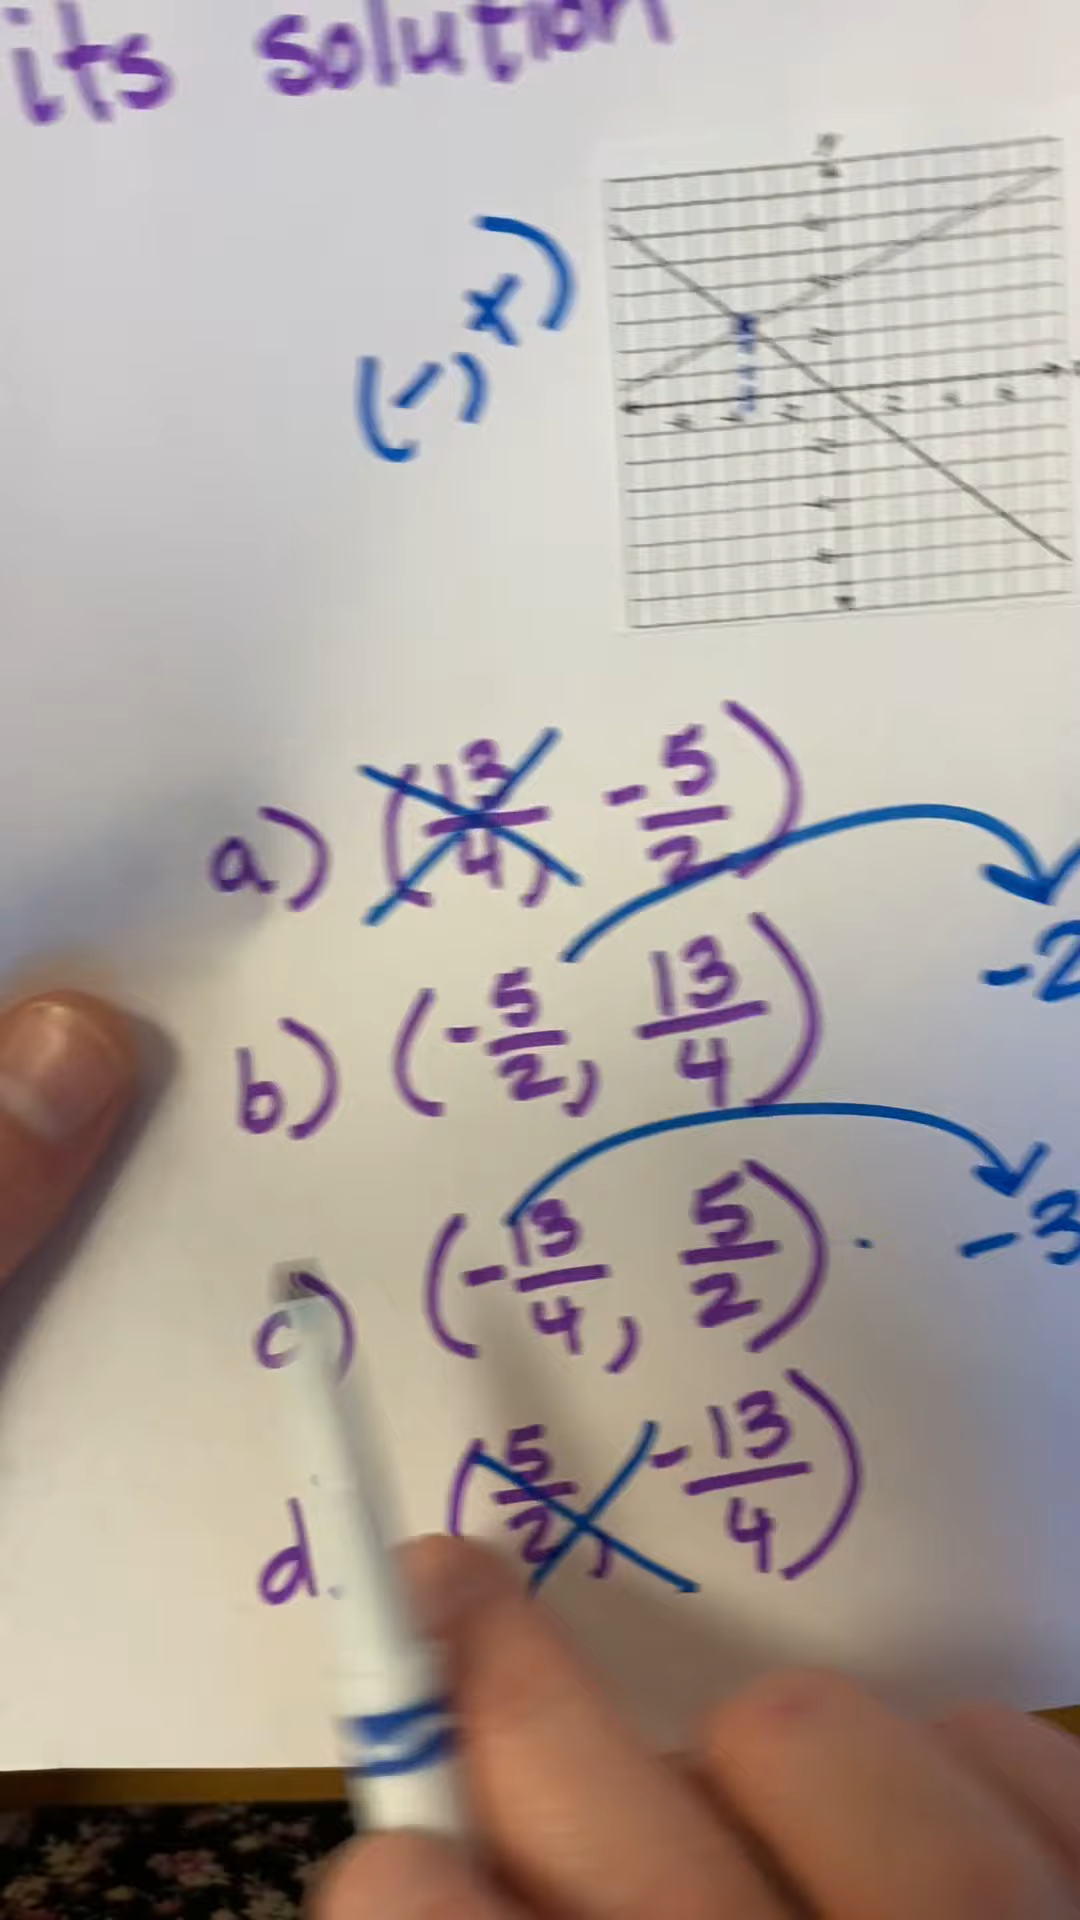 its solution
(-)x)
a) (13/4, -5/2)
-2
b) (-5/2, 13/4)
c) (-13/4, 5/2)
-3
d. (5/2, -13/4)